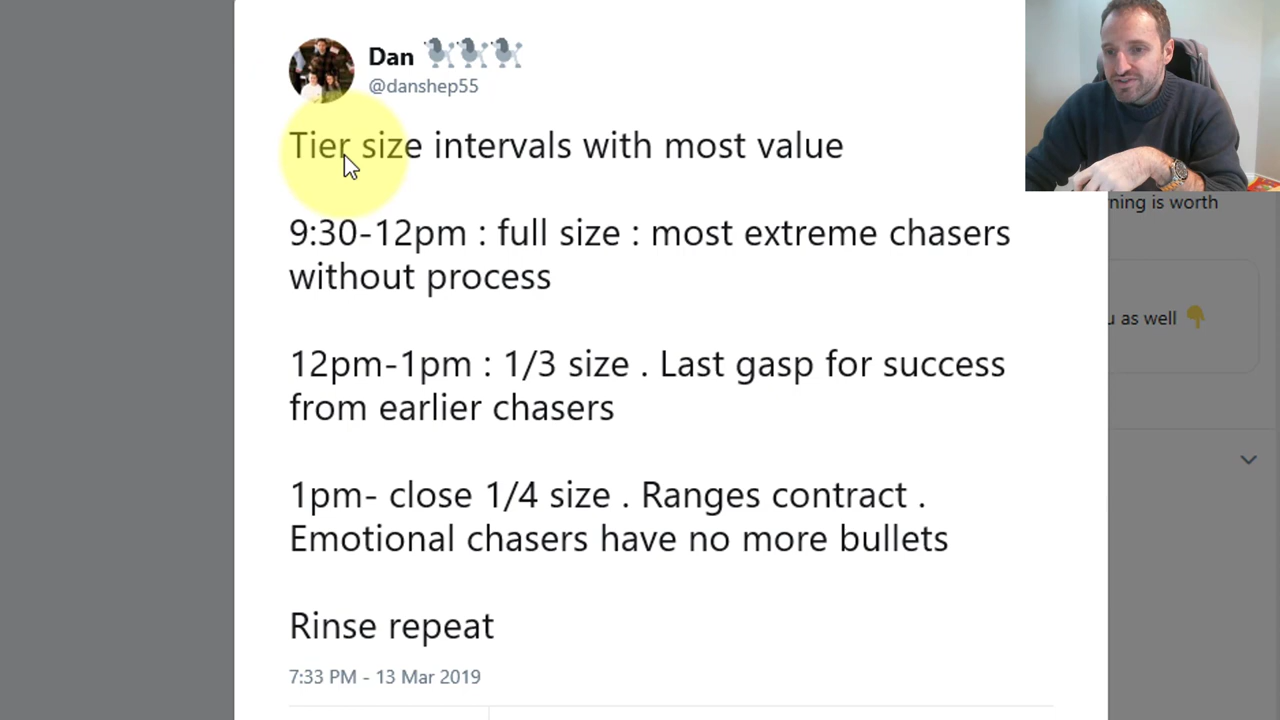 Dan 🐩🐩🐩
@danshep55
Tier size intervals with most value
9:30-12pm : full size : most extreme chasers
without process
12pm-1pm : 1/3 size . Last gasp for success
from earlier chasers
1pm- close 1/4 size . Ranges contract .
Emotional chasers have no more bullets
Rinse repeat
7:33 PM - 13 Mar 2019
is worth
as well 👇